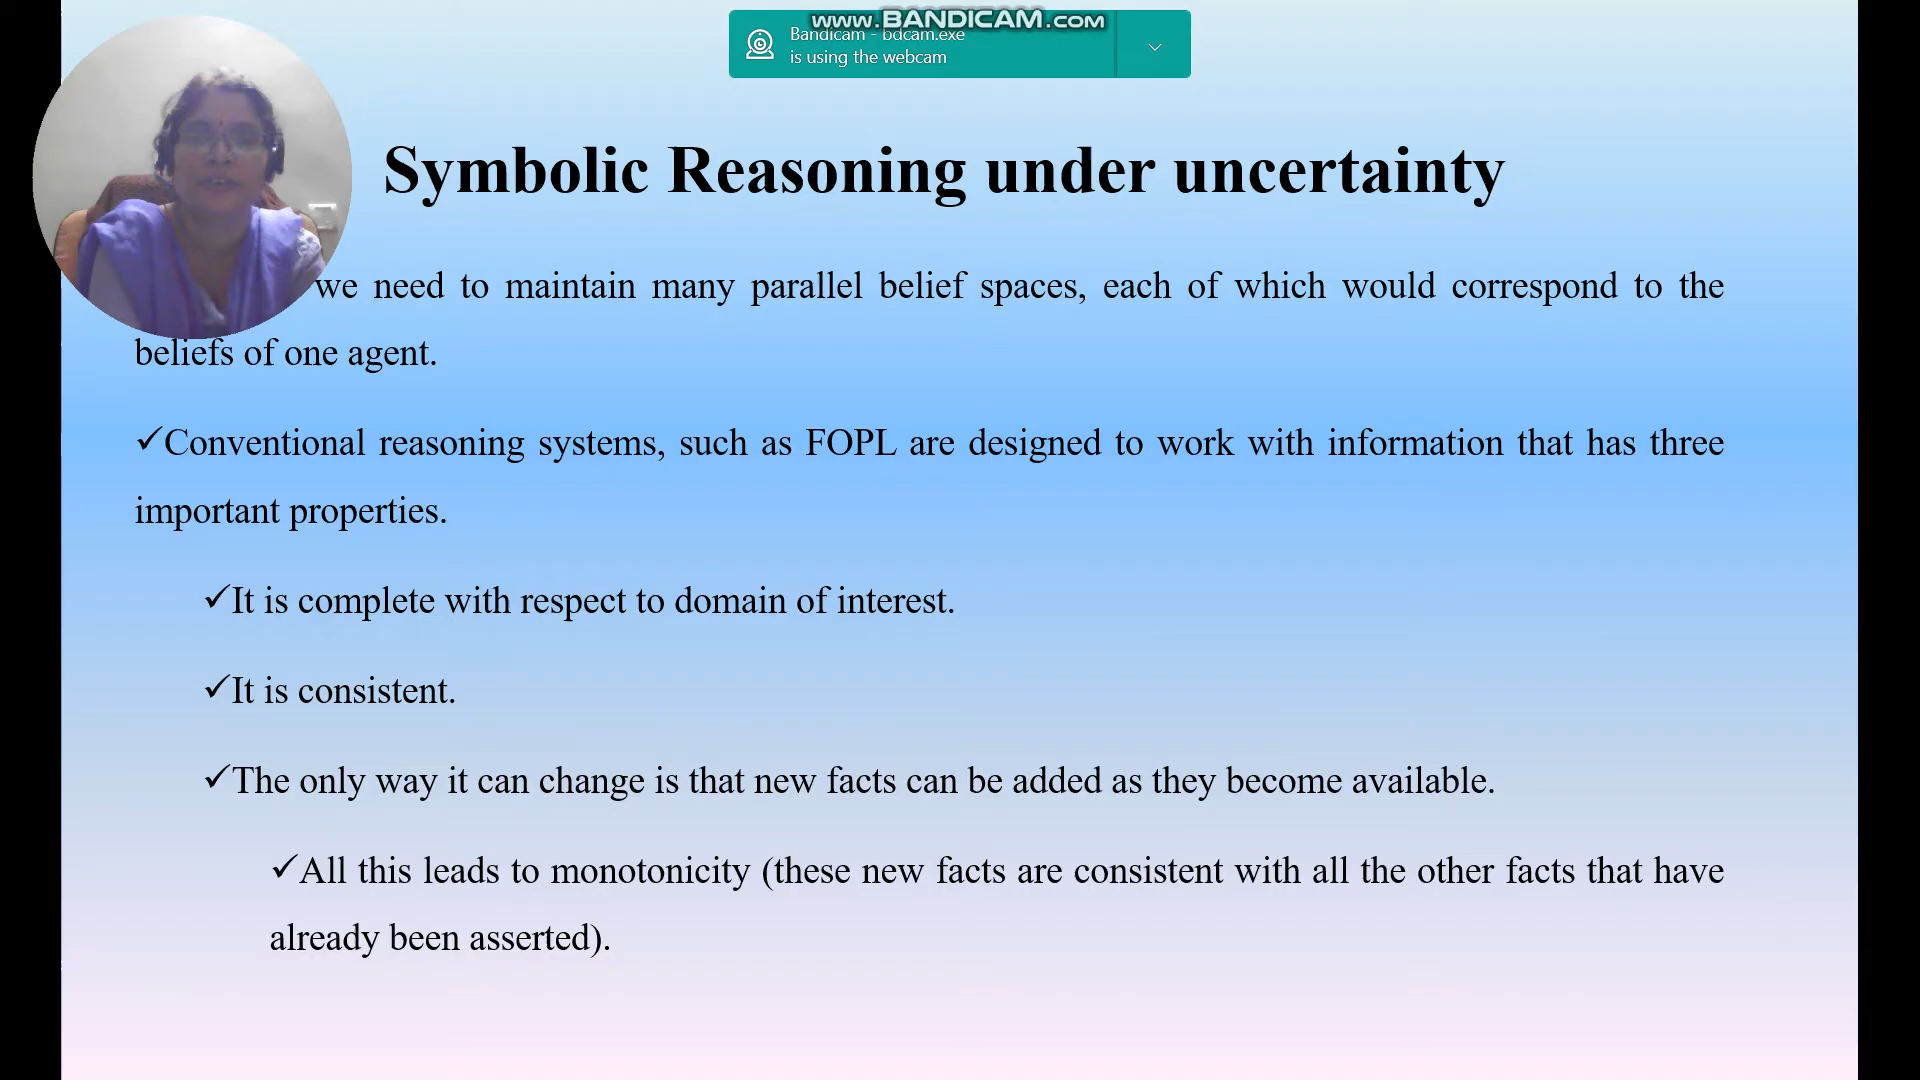 www.BANDICAM.com
Bandicam - bdcam.exe
is using the webcam
Symbolic Reasoning under uncertainty
we need to maintain many parallel belief spaces, each of which would correspond to the
beliefs of one agent.
✓Conventional reasoning systems, such as FOPL are designed to work with information that has three
important properties.
✓It is complete with respect to domain of interest.
✓It is consistent.
✓The only way it can change is that new facts can be added as they become available.
✓All this leads to monotonicity (these new facts are consistent with all the other facts that have
already been asserted).